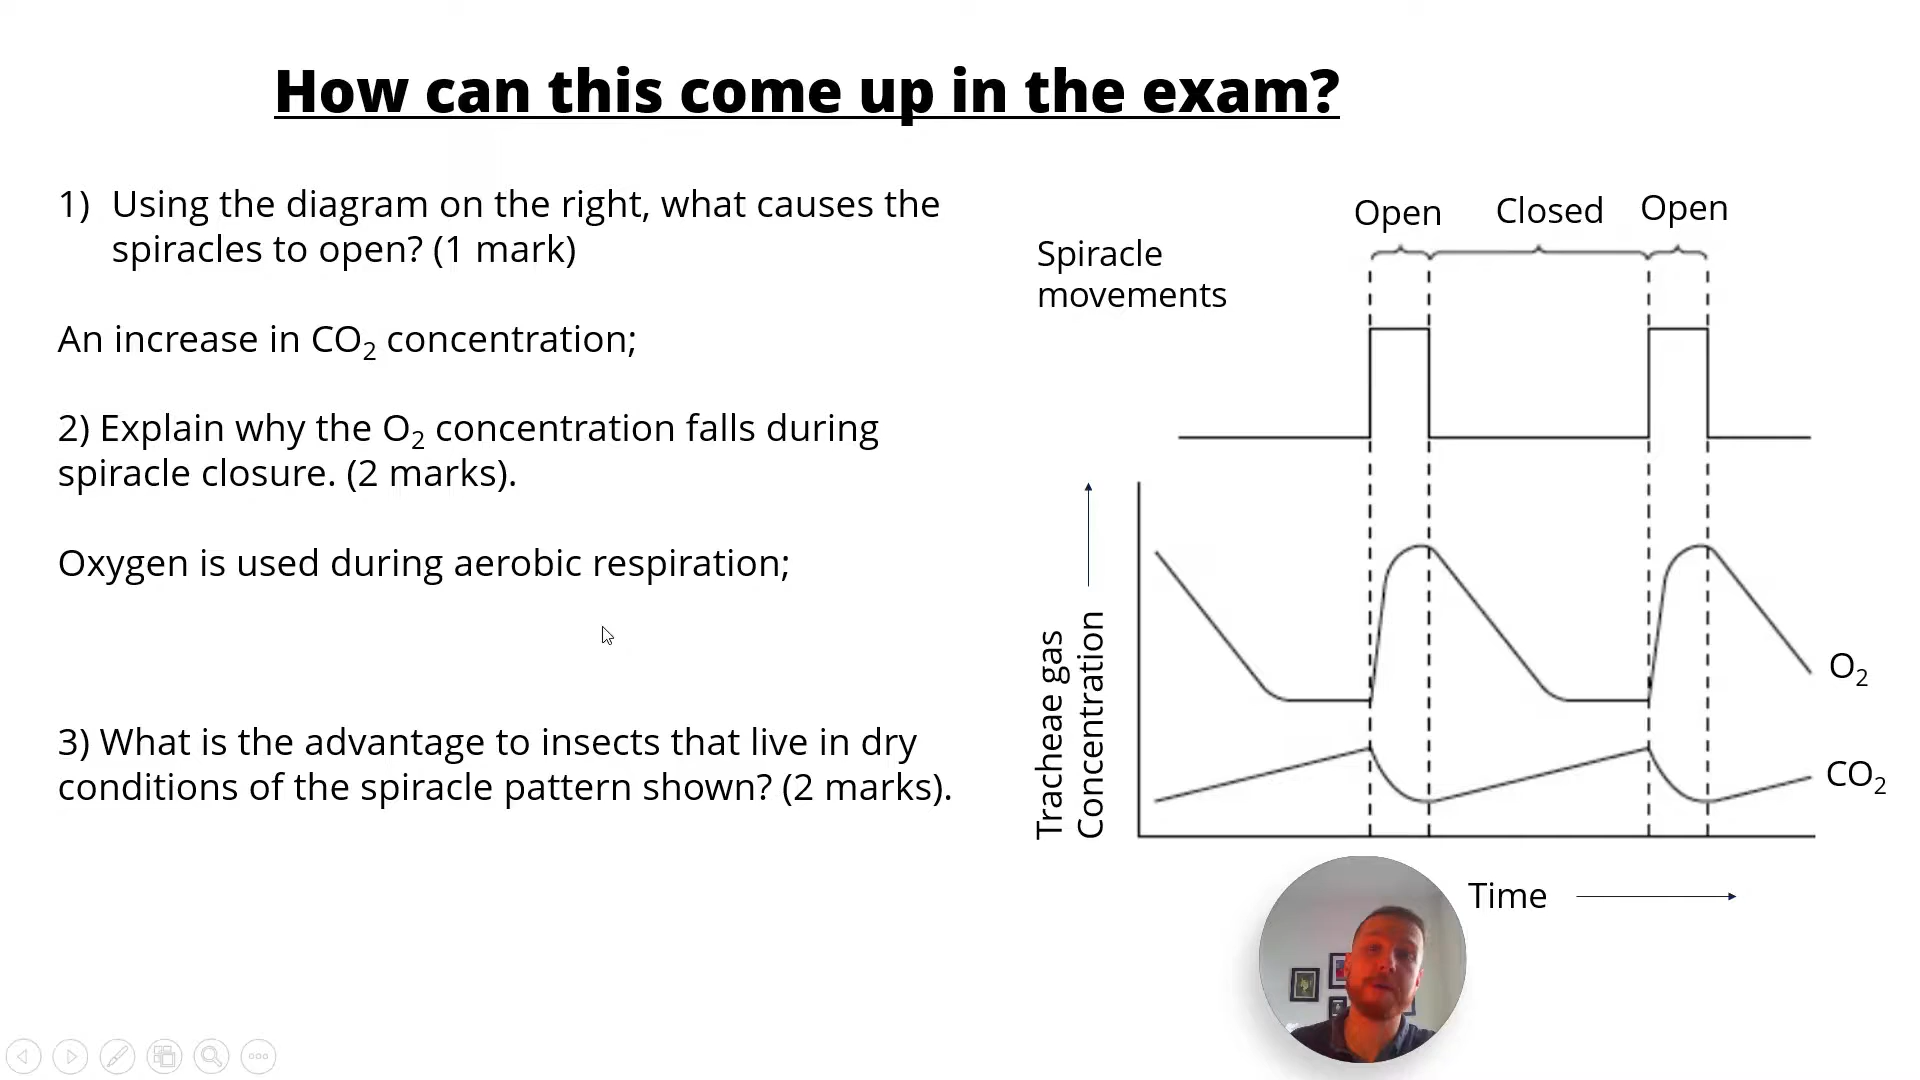 How can this come up in the exam?
1) Using the diagram on the right, what causes the
spiracles to open? (1 mark)
An increase in CO₂ concentration;
2) Explain why the O₂ concentration falls during
spiracle closure. (2 marks).
Oxygen is used during aerobic respiration;
3) What is the advantage to insects that live in dry
conditions of the spiracle pattern shown? (2 marks).
Open Closed Open
Spiracle
movements
Tracheae gas
Concentration
O₂
CO₂
Time